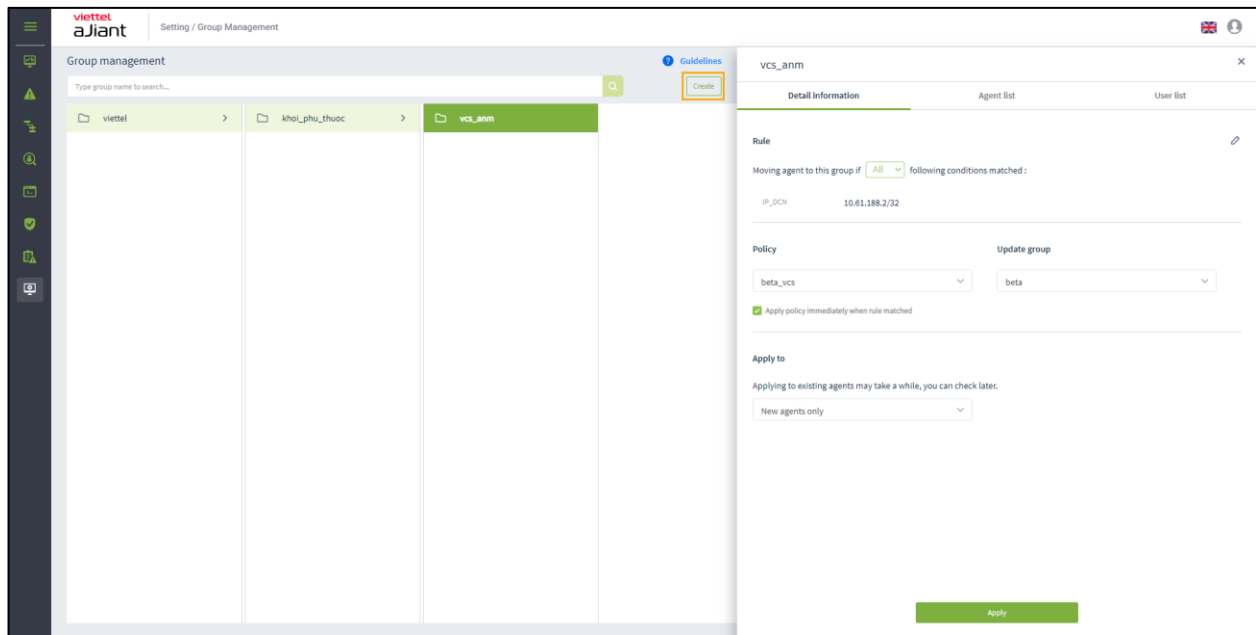 viettel
aJiant
Setting / Group Management
Group management
? Guidelines
Type group name to search...
Create
viettel
khoi_phu_thuoc
vcs_anm
vcs_anm
Detail information
Agent list
User list
Rule
Moving agent to this group if All following conditions matched :
IP_DCN 10.61.188.2/32
Policy
Update group
beta_vcs
beta
Apply policy immediately when rule matched
Apply to
Applying to existing agents may take a while, you can check later.
New agents only
Apply